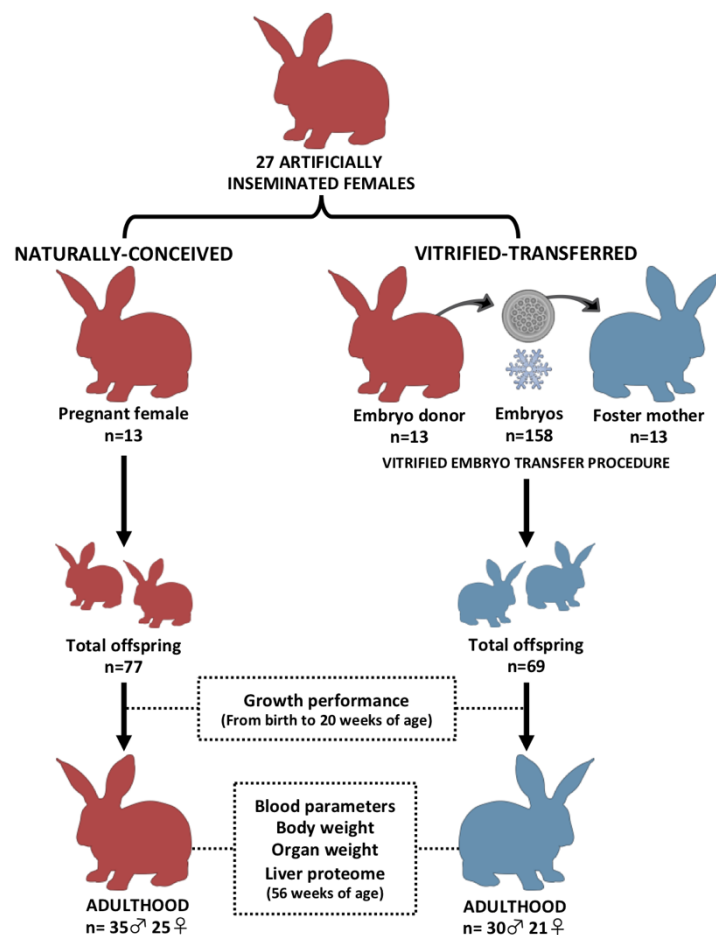 27 ARTIFICIALLY
INSEMINATED FEMALES
NATURALLY-CONCEIVED
VITRIFIED-TRANSFERRED
Pregnant female
n=13
Embryo donor
n=13
Embryos
n=158
Foster mother
n=13
VITRIFIED EMBRYO TRANSFER PROCEDURE
Total offspring
n=77
Total offspring
n=69
Growth performance
(From birth to 20 weeks of age)
Blood parameters
Body weight
Organ weight
Liver proteome
(56 weeks of age)
ADULTHOOD
n= 35♂ 25♀
ADULTHOOD
n= 30♂ 21♀